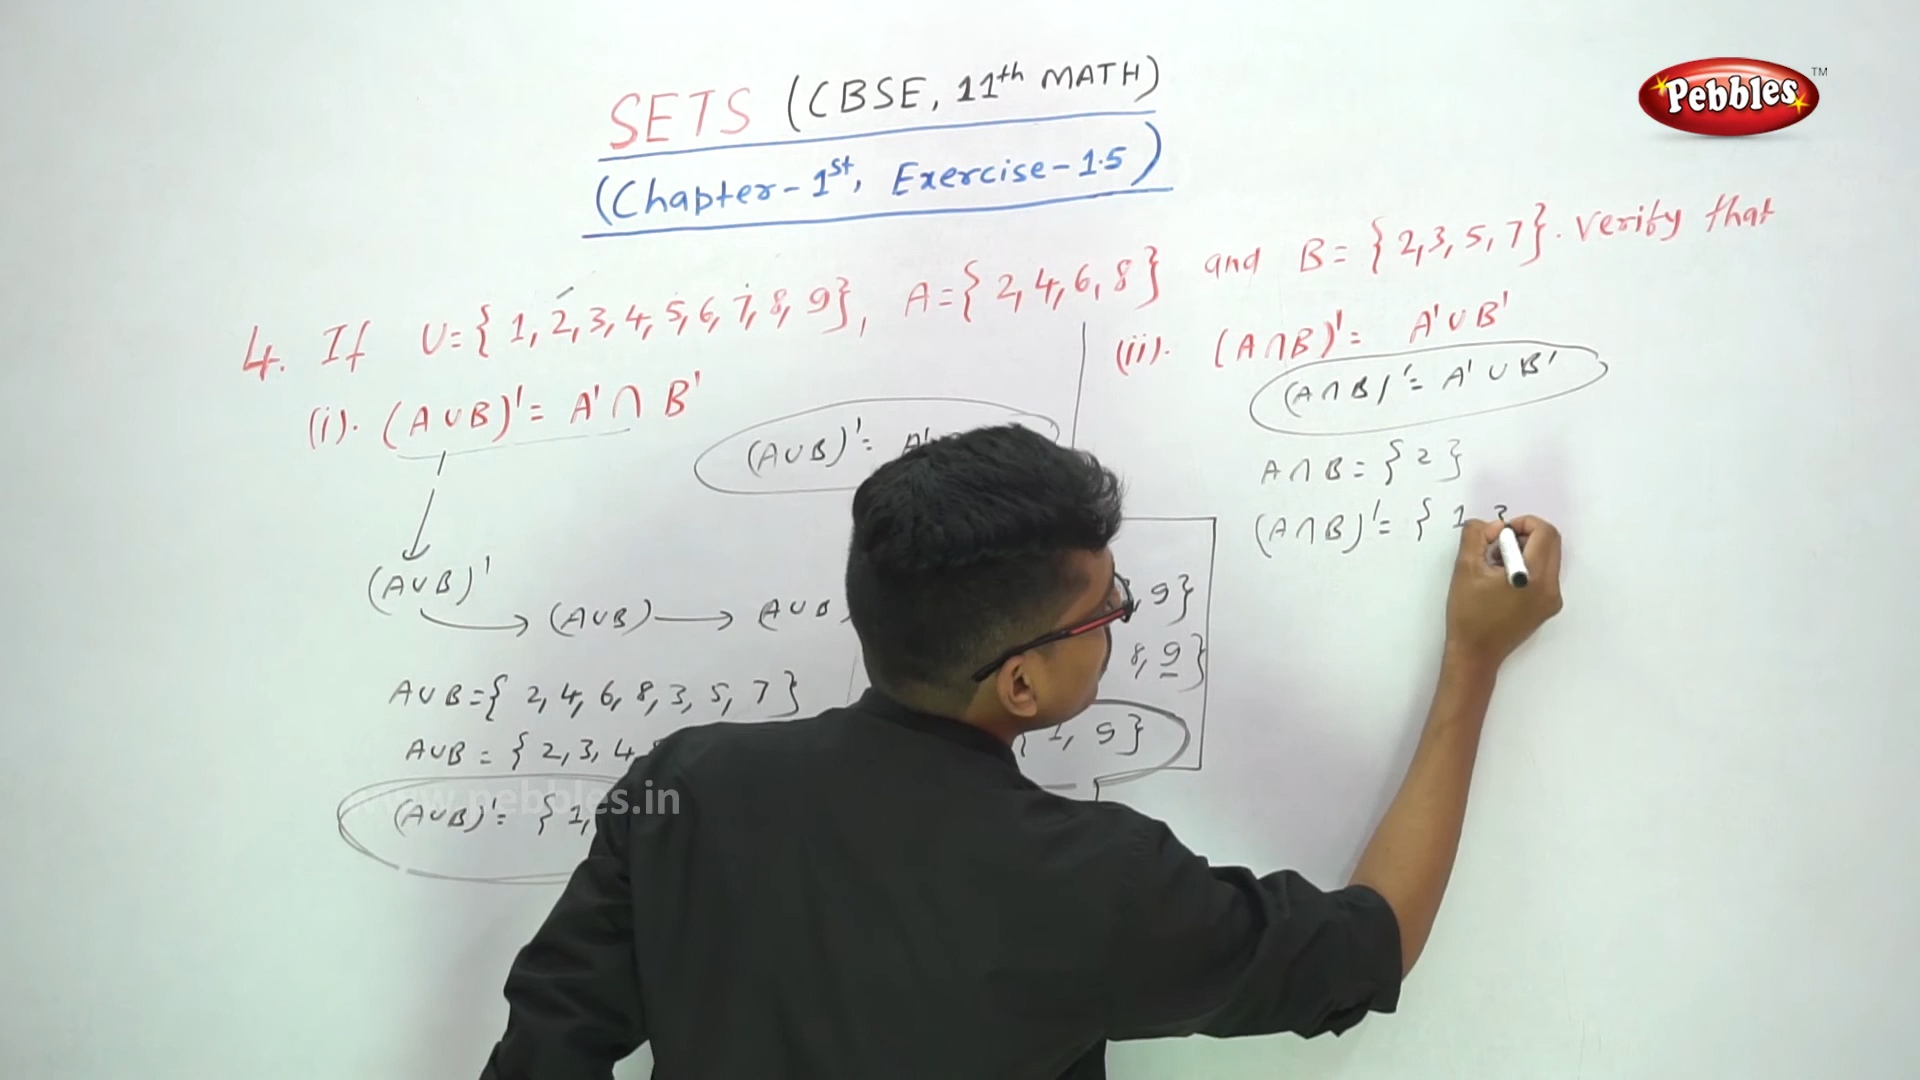 SETS (CBSE, 11th MATH)
(Chapter-1st, Exercise-1.5)
Pebbles TM
4. If U={1, 2, 3, 4, 5, 6, 7, 8, 9}, A={2, 4, 6, 8} and B={2, 3, 5, 7}. Verify that
(i). (A∪B)'= A'∩B'
(ii). (A∩B)'= A'∪B'
(A∪B)'= A'
(A∩B)'= A'∪B'
A∩B={2}
(A∩B)'={1, 3
(A∪B)'
(A∪B) → A∪B
, 9}
8, 9}
{1, 9}
A∪B={2, 4, 6, 8, 3, 5, 7}
A∪B={2, 3, 4
(A∪B)'={1,
www.pebbles.in